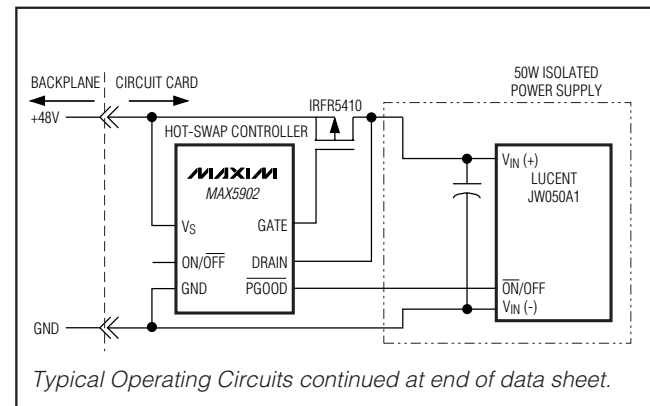 50W ISOLATED
POWER SUPPLY
BACKPLANE
CIRCUIT CARD
IRFR5410
+48V
HOT-SWAP CONTROLLER
MAXIM
MAX5902
VS
GATE
ON/OFF
DRAIN
GND
PGOOD
VIN (+)
LUCENT
JW050A1
ON/OFF
VIN (-)
GND
Typical Operating Circuits continued at end of data sheet.